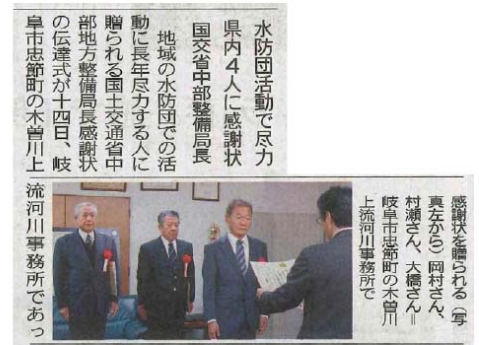 水防団活動で尽力
県内4人に感謝状
国交省中部整備局長
地域の水防団での活
動に長年尽力する人に
贈られる国土交通省中
部地方整備局長感謝状
の伝達式が十四日、岐
阜市忠節町の木曽川上
流河川事務所であっ
感謝状を贈られる(写
真左から)岡村さん、
村瀬さん、大橋さん=
岐阜市忠節町の木曽川
上流河川事務所で